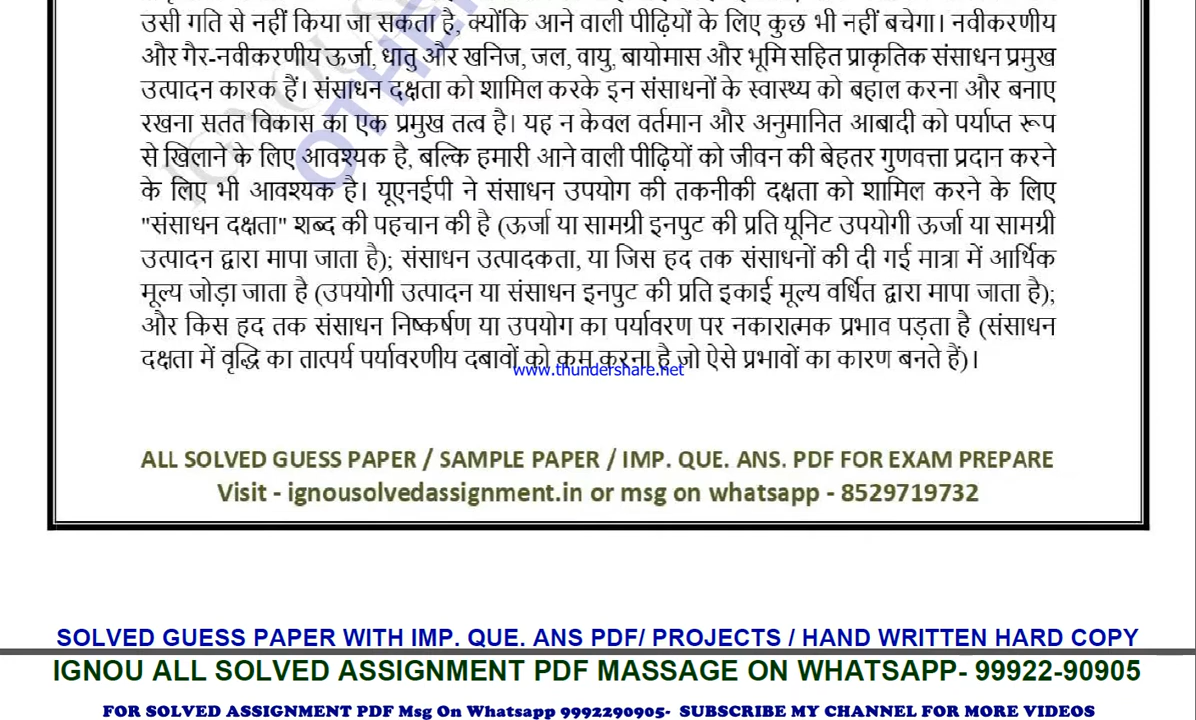 उसी गति से नहीं किया जा सकता है, क्योंकि आने वाली पीढ़ियों के लिए कुछ भी नहीं बचेगा। नवीकरणीय
और गैर-नवीकरणीय ऊर्जा, धातु और खनिज, जल, वायु, बायोमास और भूमि सहित प्राकृतिक संसाधन प्रमुख
उत्पादन कारक हैं। संसाधन दक्षता को शामिल करके इन संसाधनों के स्वास्थ्य को बहाल करना और बनाए
रखना सतत विकास का एक प्रमुख तत्व है। यह न केवल वर्तमान और अनुमानित आबादी को पर्याप्त रूप
से खिलाने के लिए आवश्यक है, बल्कि हमारी आने वाली पीढ़ियों को जीवन की बेहतर गुणवत्ता प्रदान करने
के लिए भी आवश्यक है। यूएनईपी ने संसाधन उपयोग की तकनीकी दक्षता को शामिल करने के लिए
"संसाधन दक्षता" शब्द की पहचान की है (ऊर्जा या सामग्री इनपुट की प्रति यूनिट उपयोगी ऊर्जा या सामग्री
उत्पादन द्वारा मापा जाता है); संसाधन उत्पादकता, या जिस हद तक संसाधनों की दी गई मात्रा में आर्थिक
मूल्य जोड़ा जाता है (उपयोगी उत्पादन या संसाधन इनपुट की प्रति इकाई मूल्य वर्धित द्वारा मापा जाता है);
और किस हद तक संसाधन निष्कर्षण या उपयोग का पर्यावरण पर नकारात्मक प्रभाव पड़ता है (संसाधन
दक्षता में वृद्धि का तात्पर्य पर्यावरणीय दबावों को कम करना है जो ऐसे प्रभावों का कारण बनते हैं)।
www.thundershare.net
ALL SOLVED GUESS PAPER / SAMPLE PAPER / IMP. QUE. ANS. PDF FOR EXAM PREPARE
Visit - ignousolvedassignment.in or msg on whatsapp - 8529719732
SOLVED GUESS PAPER WITH IMP. QUE. ANS PDF/ PROJECTS / HAND WRITTEN HARD COPY
IGNOU ALL SOLVED ASSIGNMENT PDF MASSAGE ON WHATSAPP- 99922-90905
FOR SOLVED ASSIGNMENT PDF Msg On Whatsapp 9992290905- SUBSCRIBE MY CHANNEL FOR MORE VIDEOS